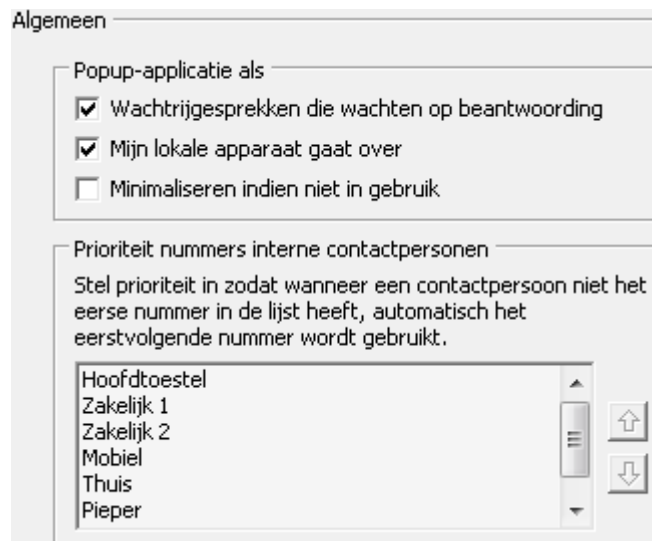 Algemeen
Popup-applicatie als
Wachtrijgesprekken die wachten op beantwoording
Mijn lokale apparaat gaat over
Minimaliseren indien niet in gebruik
Prioriteit nummers interne contactpersonen
Stel prioriteit in zodat wanneer een contactpersoon niet het
eerse nummer in de lijst heeft, automatisch het
eerstvolgende nummer wordt gebruikt.
Hoofdtoestel
Zakelijk 1
Zakelijk 2
Mobiel
Thuis
Pieper